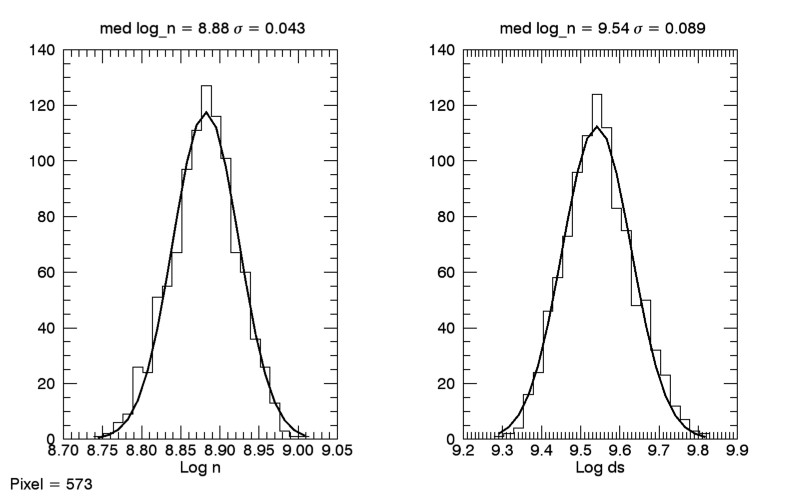 med log_n = 8.88 σ = 0.043
140
120
100
80
60
40
20
0
8.70 8.75 8.80 8.85 8.90 8.95 9.00 9.05
Log n
med log_n = 9.54 σ = 0.089
140
120
100
80
60
40
20
0
9.2 9.3 9.4 9.5 9.6 9.7 9.8 9.9
Log ds
Pixel = 573